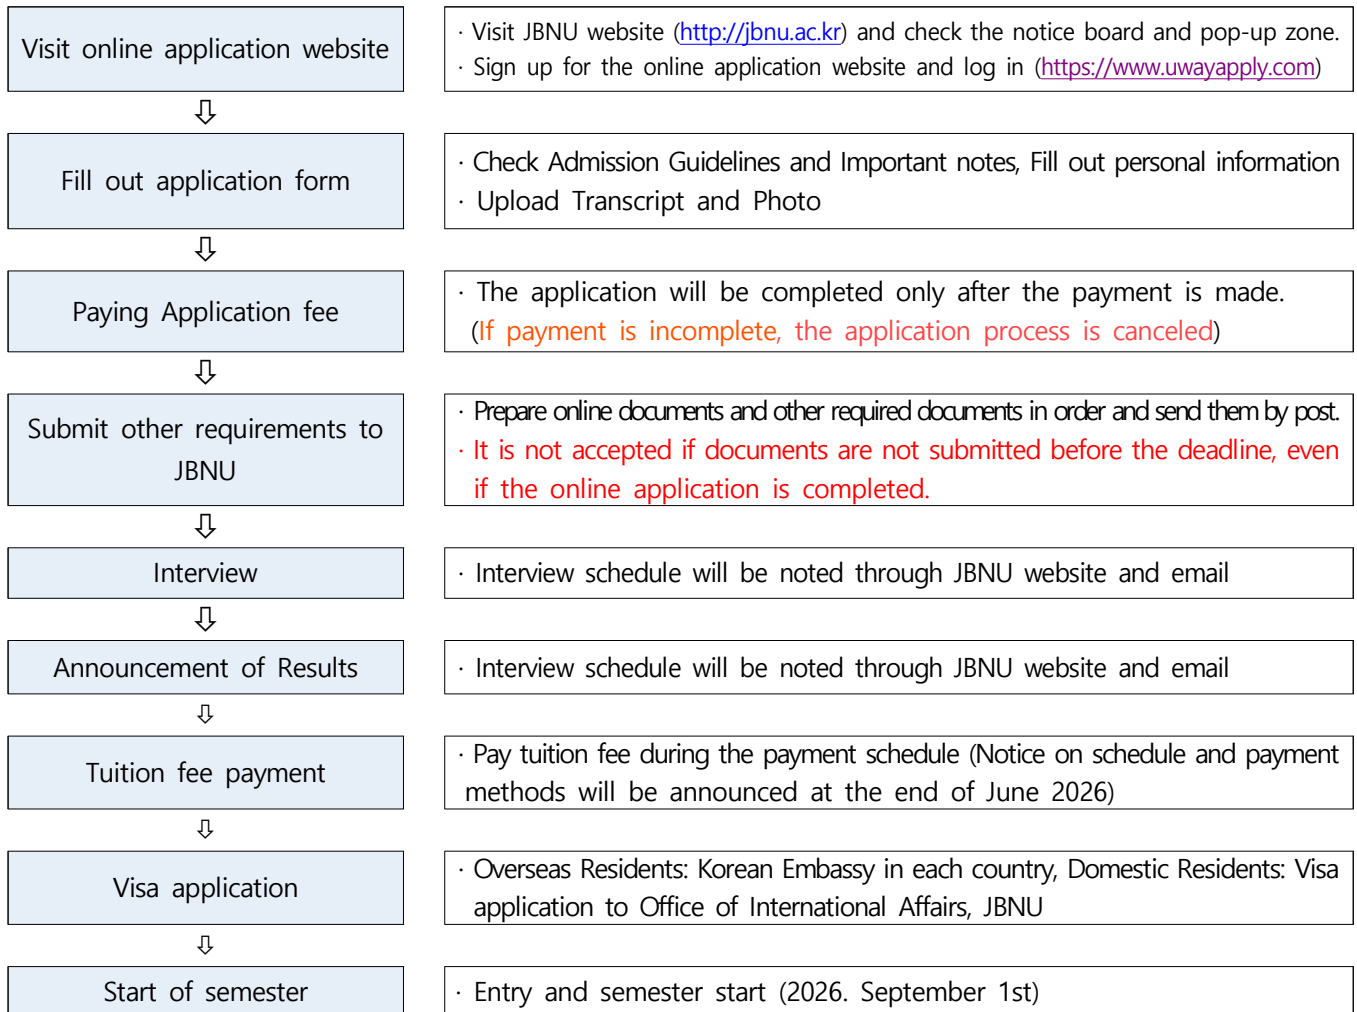 Visit online application website
· Visit JBNU website (http://jbnu.ac.kr) and check the notice board and pop-up zone.
· Sign up for the online application website and log in (https://www.uwayapply.com)
⇩
Fill out application form
· Check Admission Guidelines and Important notes, Fill out personal information
· Upload Transcript and Photo
⇩
Paying Application fee
· The application will be completed only after the payment is made.
(If payment is incomplete, the application process is canceled)
⇩
Submit other requirements to
JBNU
· Prepare online documents and other required documents in order and send them by post.
· It is not accepted if documents are not submitted before the deadline, even
if the online application is completed.
⇩
Interview
· Interview schedule will be noted through JBNU website and email
⇩
Announcement of Results
· Interview schedule will be noted through JBNU website and email
⇩
Tuition fee payment
· Pay tuition fee during the payment schedule (Notice on schedule and payment
methods will be announced at the end of June 2026)
⇩
Visa application
· Overseas Residents: Korean Embassy in each country, Domestic Residents: Visa
application to Office of International Affairs, JBNU
⇩
Start of semester
· Entry and semester start (2026. September 1st)